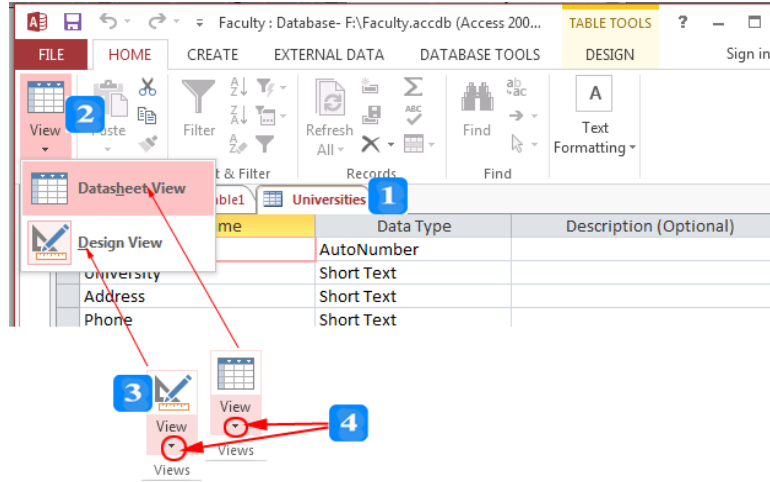 Faculty : Database- F:\Faculty.accdb (Access 200... TABLE TOOLS ?
FILE HOME CREATE EXTERNAL DATA DATABASE TOOLS DESIGN Sign in
View 2 Paste Filter Refresh All ABC Find ab ac A Text Formatting
t & Filter Records Find
Datasheet View
Design View
ble1 Universities 1
me Data Type Description (Optional)
AutoNumber
University Short Text
Address Short Text
Phone Short Text
3 View Views
View Views 4